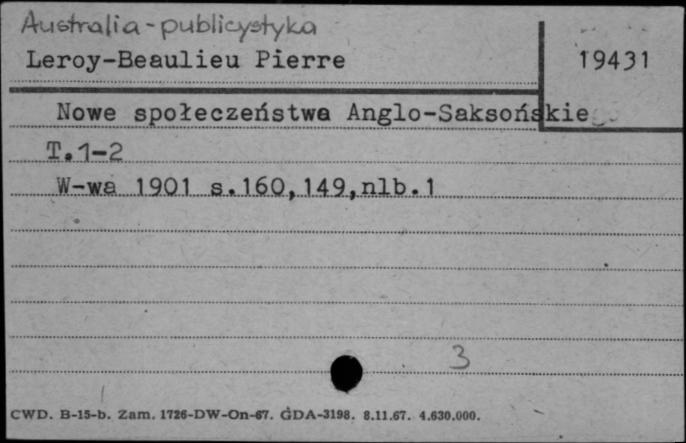 Australia - publicystyka
Leroy-Beaulieu Pierre
19431
Nowe społeczeństwa Anglo-Saksońskie
T.1-2
W-wa 1901 s.160,149,nlb.1
3
CWD. B-15-b. Zam. 1726-DW-On-67. GDA-3198. 8.11.67. 4.630.000.